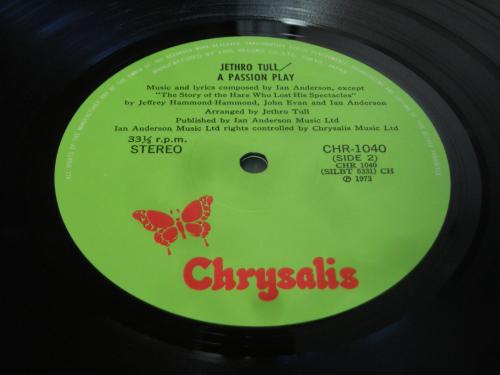 JETHRO TULL/
A PASSION PLAY
Music and lyrics composed by Ian Anderson, except
"The Story of the Hare Who Lost His Spectacles"
by Jeffrey Hammond-Hammond, John Evan and Ian Anderson
Arranged by Jethro Tull
Published by Ian Anderson Music Ltd
Ian Anderson Music Ltd rights controlled by Chrysalis Music Ltd
33⅓ r.p.m.
STEREO
CHR-1040
(SIDE 2)
CHR 1040
(SILBT 5331) CH
℗ 1973
Chrysalis